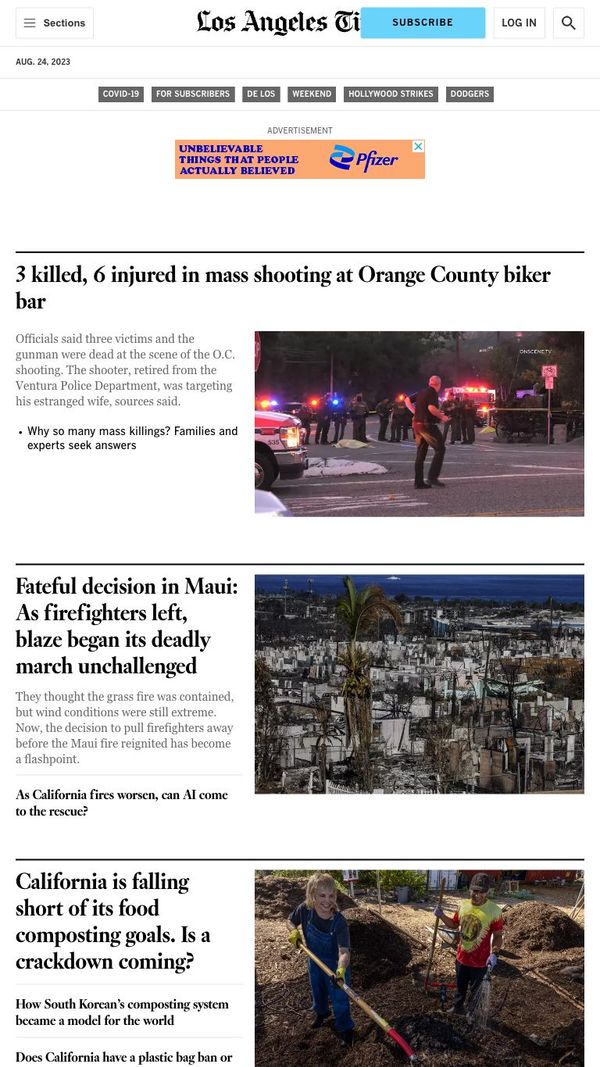 Sections
Los Angeles Ti
SUBSCRIBE
LOG IN
AUG. 24, 2023
COVID-19
FOR SUBSCRIBERS
DE LOS
WEEKEND
HOLLYWOOD STRIKES
DODGERS
ADVERTISEMENT
UNBELIEVABLE
THINGS THAT PEOPLE
ACTUALLY BELIEVED
Pfizer
3 killed, 6 injured in mass shooting at Orange County biker
bar
Officials said three victims and the
gunman were dead at the scene of the O.C.
shooting. The shooter, retired from the
Ventura Police Department, was targeting
his estranged wife, sources said.
• Why so many mass killings? Families and
experts seek answers
ONSCENE.TV
535
Fateful decision in Maui:
As firefighters left,
blaze began its deadly
march unchallenged
They thought the grass fire was contained,
but wind conditions were still extreme.
Now, the decision to pull firefighters away
before the Maui fire reignited has become
a flashpoint.
As California fires worsen, can AI come
to the rescue?
California is falling
short of its food
composting goals. Is a
crackdown coming?
How South Korean's composting system
became a model for the world
Does California have a plastic bag ban or